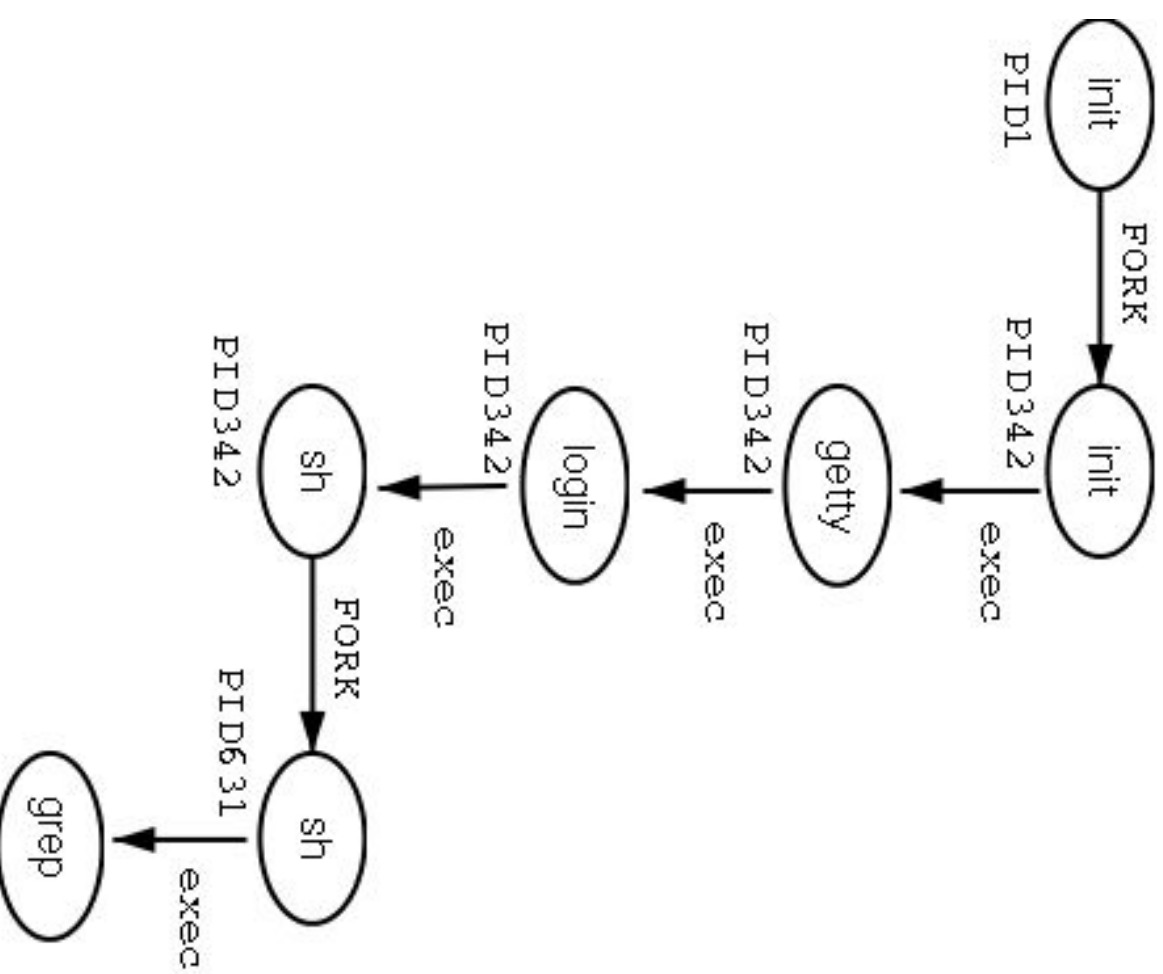 init
PID1
FORK
init
PID342
exec
getty
PID342
exec
login
PID342
exec
sh
PID342
FORK
sh
PID631
exec
grep